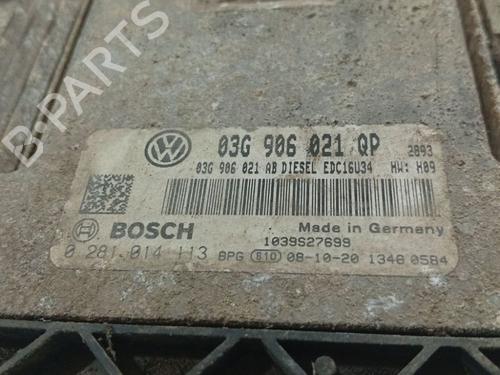 B-PARTS
03G 906 021 QP 2893
03G 906 021 AB DIESEL EDC16U34 HW: H09
BOSCH Made in Germany
1039S27699
0 281 014 113 BPG 810 08-10-20 1346 0584